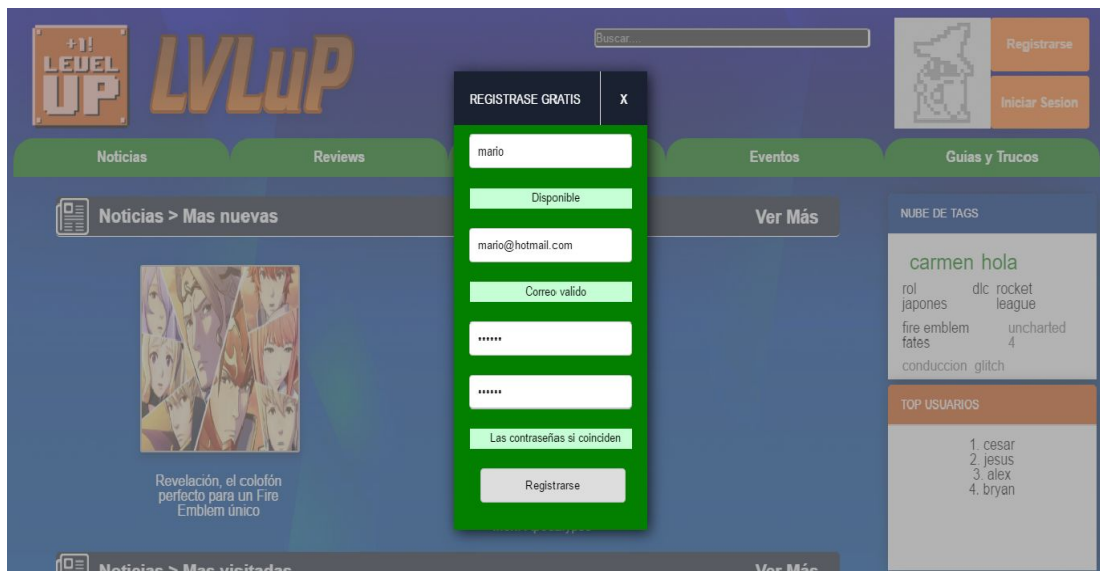 +1!
LEVEL
UP
LVLuP
Buscar...
Registrarse
Iniciar Sesion
Noticias
Reviews
Eventos
Guias y Trucos
REGISTRASE GRATIS
X
mario
Disponible
mario@hotmail.com
Correo valido
••••••
••••••
Las contraseñas si coinciden
Registrarse
Noticias > Mas nuevas
Ver Más
Revelación, el colofón
perfecto para un Fire
Emblem único
Noticias > Mas visitadas
Ver Más
NUBE DE TAGS
carmen hola
rol japones
dlc
rocket league
fire emblem fates
uncharted 4
conduccion glitch
TOP USUARIOS
1. cesar
2. jesus
3. alex
4. bryan